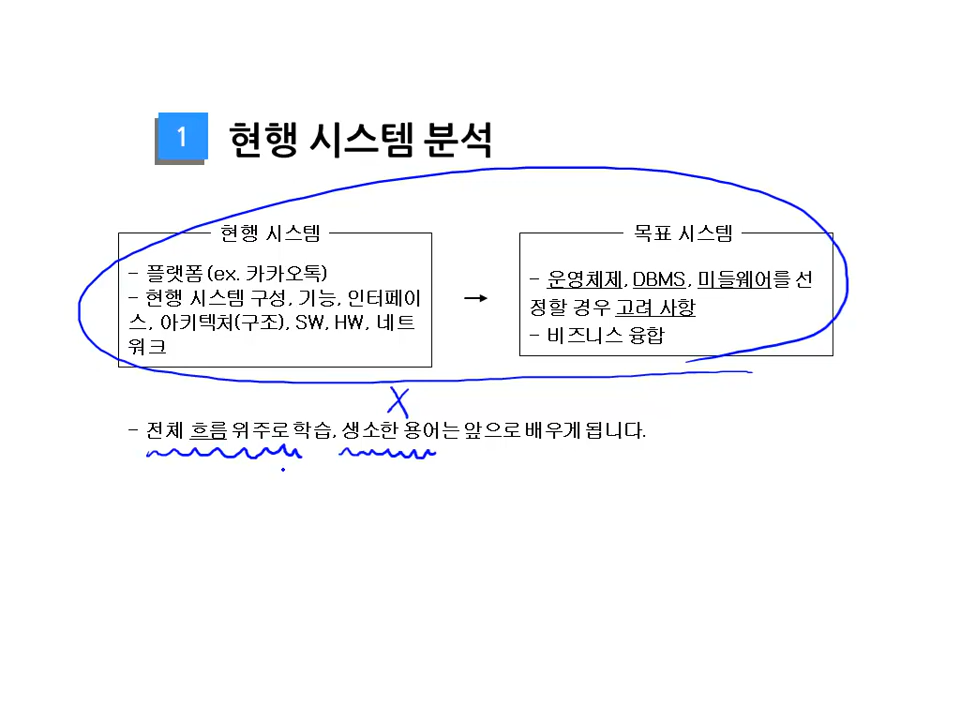 1 현행 시스템 분석
현행 시스템
- 플랫폼(ex. 카카오톡)
- 현행 시스템 구성, 기능, 인터페이
스, 아키텍처(구조), SW, HW, 네트
워크
→
목표 시스템
- 운영체제, DBMS, 미들웨어를 선
정할 경우 고려 사항
- 비즈니스 융합
X
- 전체 흐름 위주로 학습, 생소한 용어는 앞으로 배우게 됩니다.